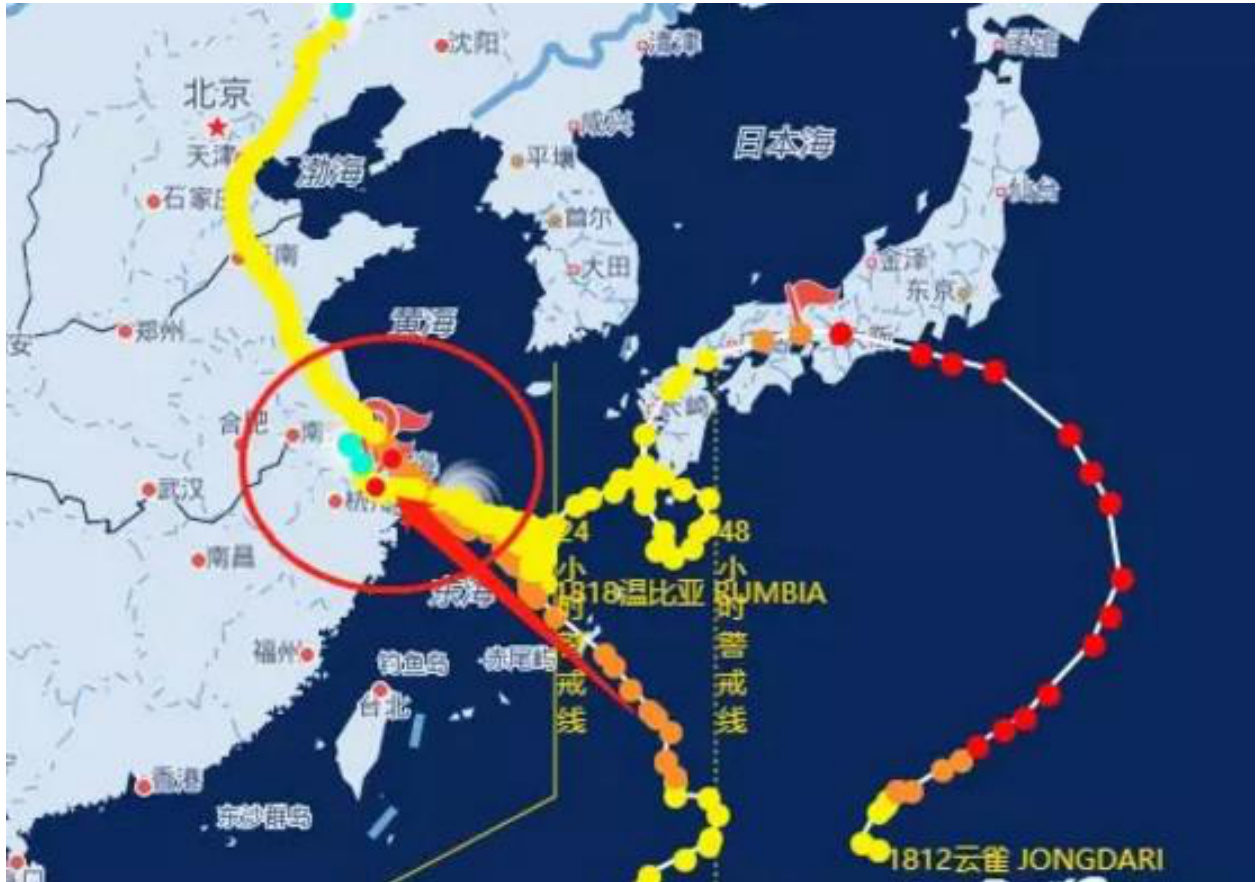 沈阳
清津
函馆
北京
咸兴
日本海
天津
渤海
平壤
石家庄
仙台
首尔
济南
大田
金泽
东京
黄海
郑州
安
大阪
合肥
南
武汉
杭州
24小时警戒线
48小时警戒线
南昌
东海
1818温比亚 RUMBIA
福州
钓鱼岛
赤尾屿
台北
香港
东沙群岛
1812云雀 JONGDARI